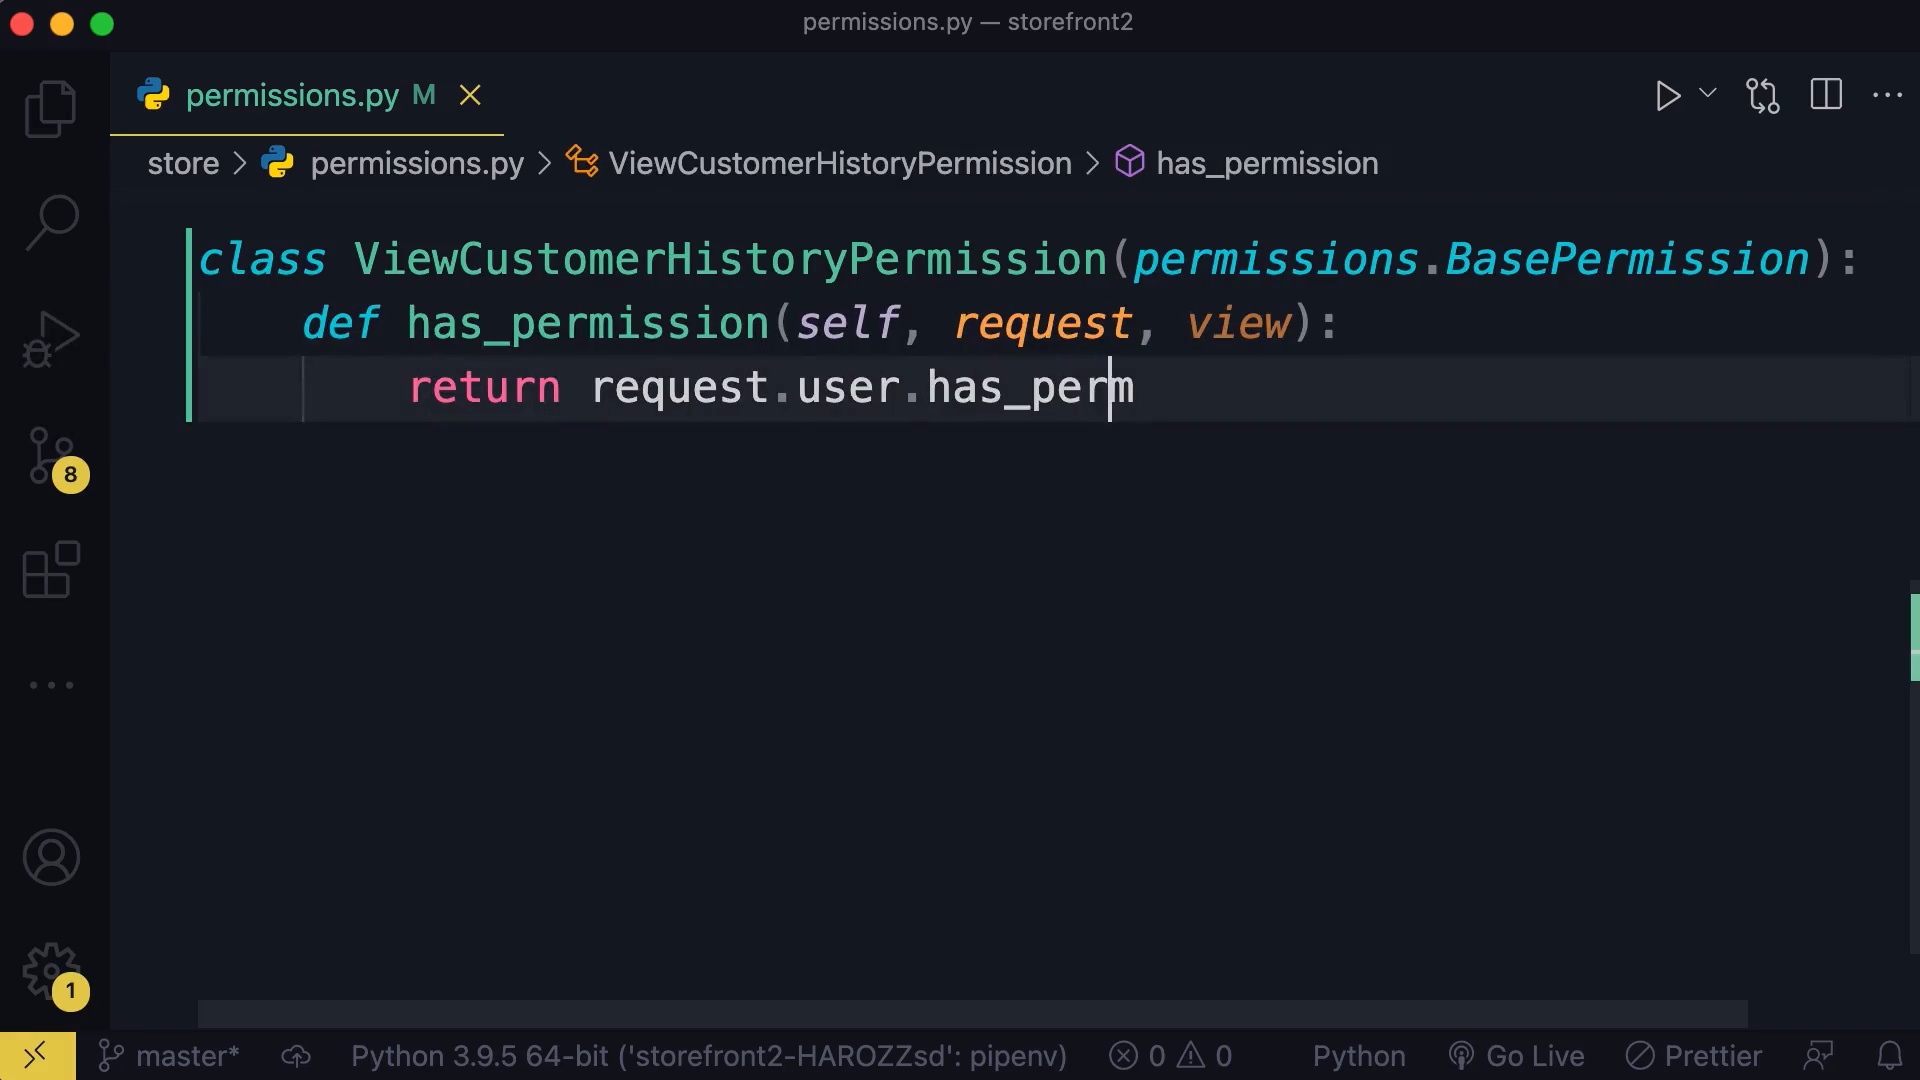 permissions.py — storefront2
permissions.py M
store > permissions.py > ViewCustomerHistoryPermission > has_permission
class ViewCustomerHistoryPermission(permissions.BasePermission):
def has_permission(self, request, view):
return request.user.has_perm
8
1
master* Python 3.9.5 64-bit ('storefront2-HAROZZsd': pipenv) 0 0 Python Go Live Prettier